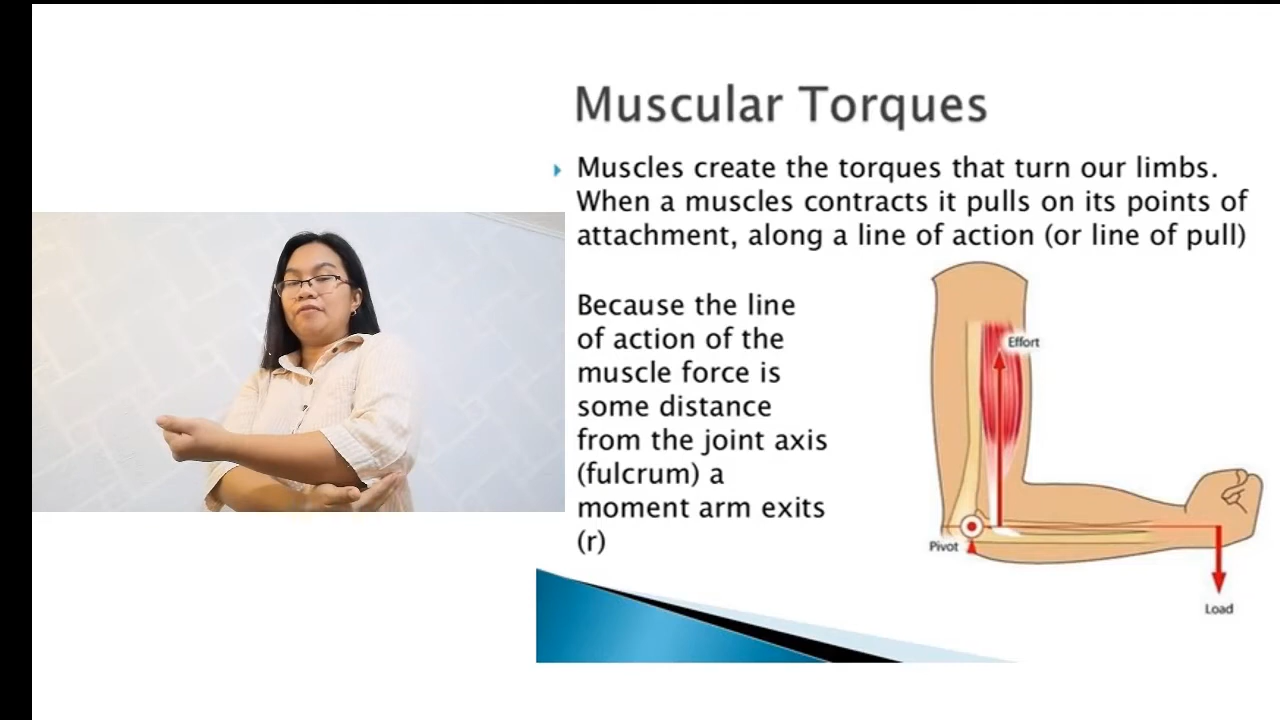 Muscular Torques
Muscles create the torques that turn our limbs.
When a muscles contracts it pulls on its points of
attachment, along a line of action (or line of pull)
Because the line
of action of the
muscle force is
some distance
from the joint axis
(fulcrum) a
moment arm exits
(r)
Effort
Pivot
Load